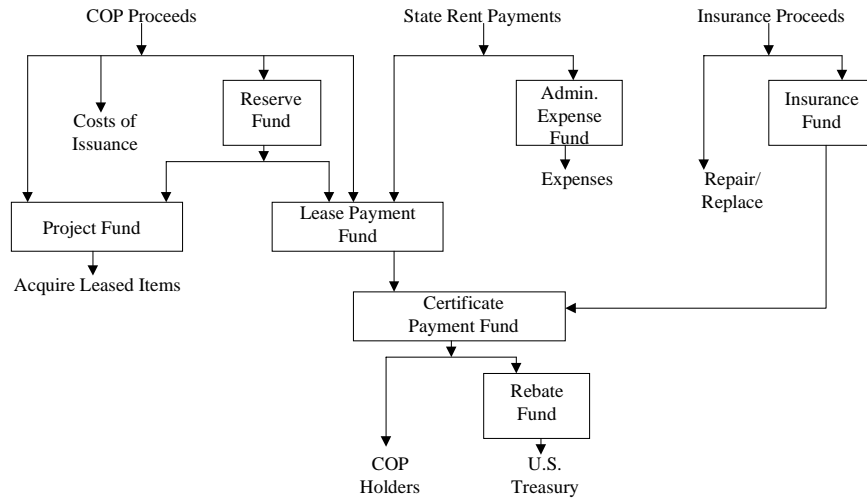 COP Proceeds
State Rent Payments
Insurance Proceeds
Costs of
Issuance
Reserve
Fund
Admin.
Expense
Fund
Insurance
Fund
Expenses
Repair/
Replace
Project Fund
Lease Payment
Fund
Acquire Leased Items
Certificate
Payment Fund
Rebate
Fund
COP
Holders
U.S.
Treasury